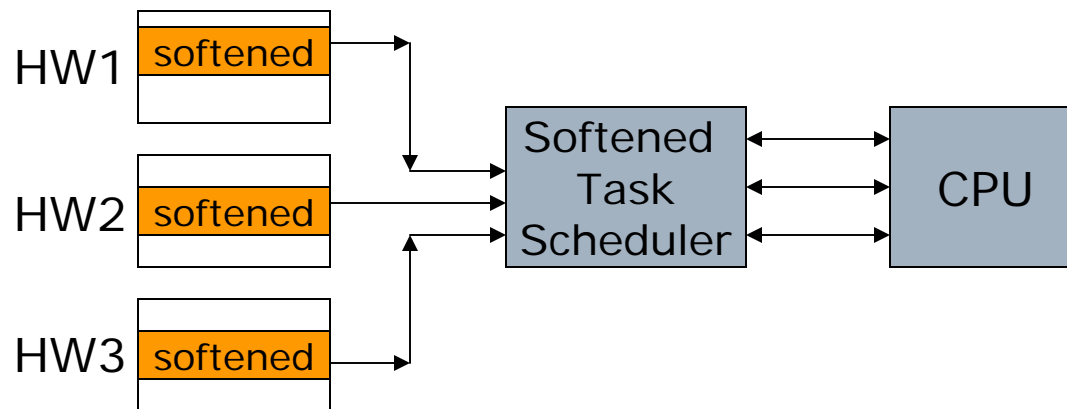 HW1
softened
HW2
softened
HW3
softened
Softened
Task
Scheduler
CPU